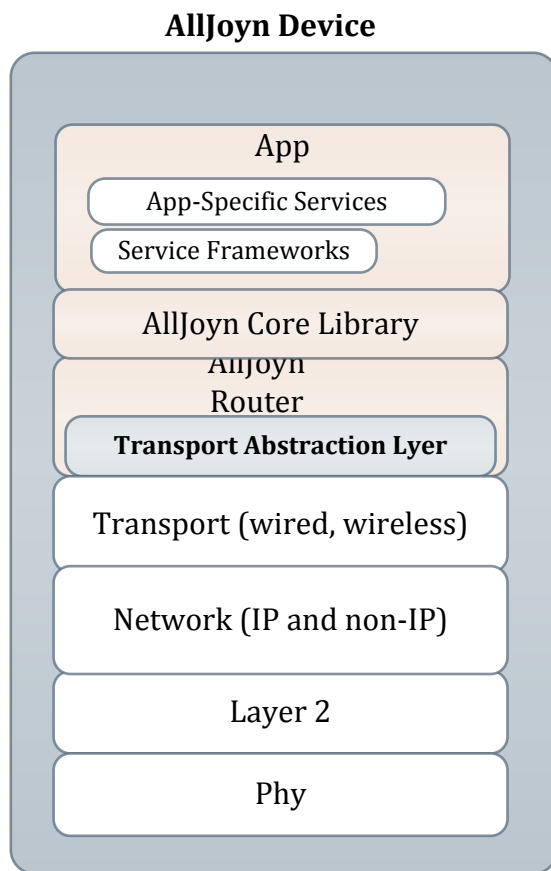 AllJoyn Device
App
App-Specific Services
Service Frameworks
AllJoyn Core Library
AllJoyn
Router
Transport Abstraction Lyer
Transport (wired, wireless)
Network (IP and non-IP)
Layer 2
Phy